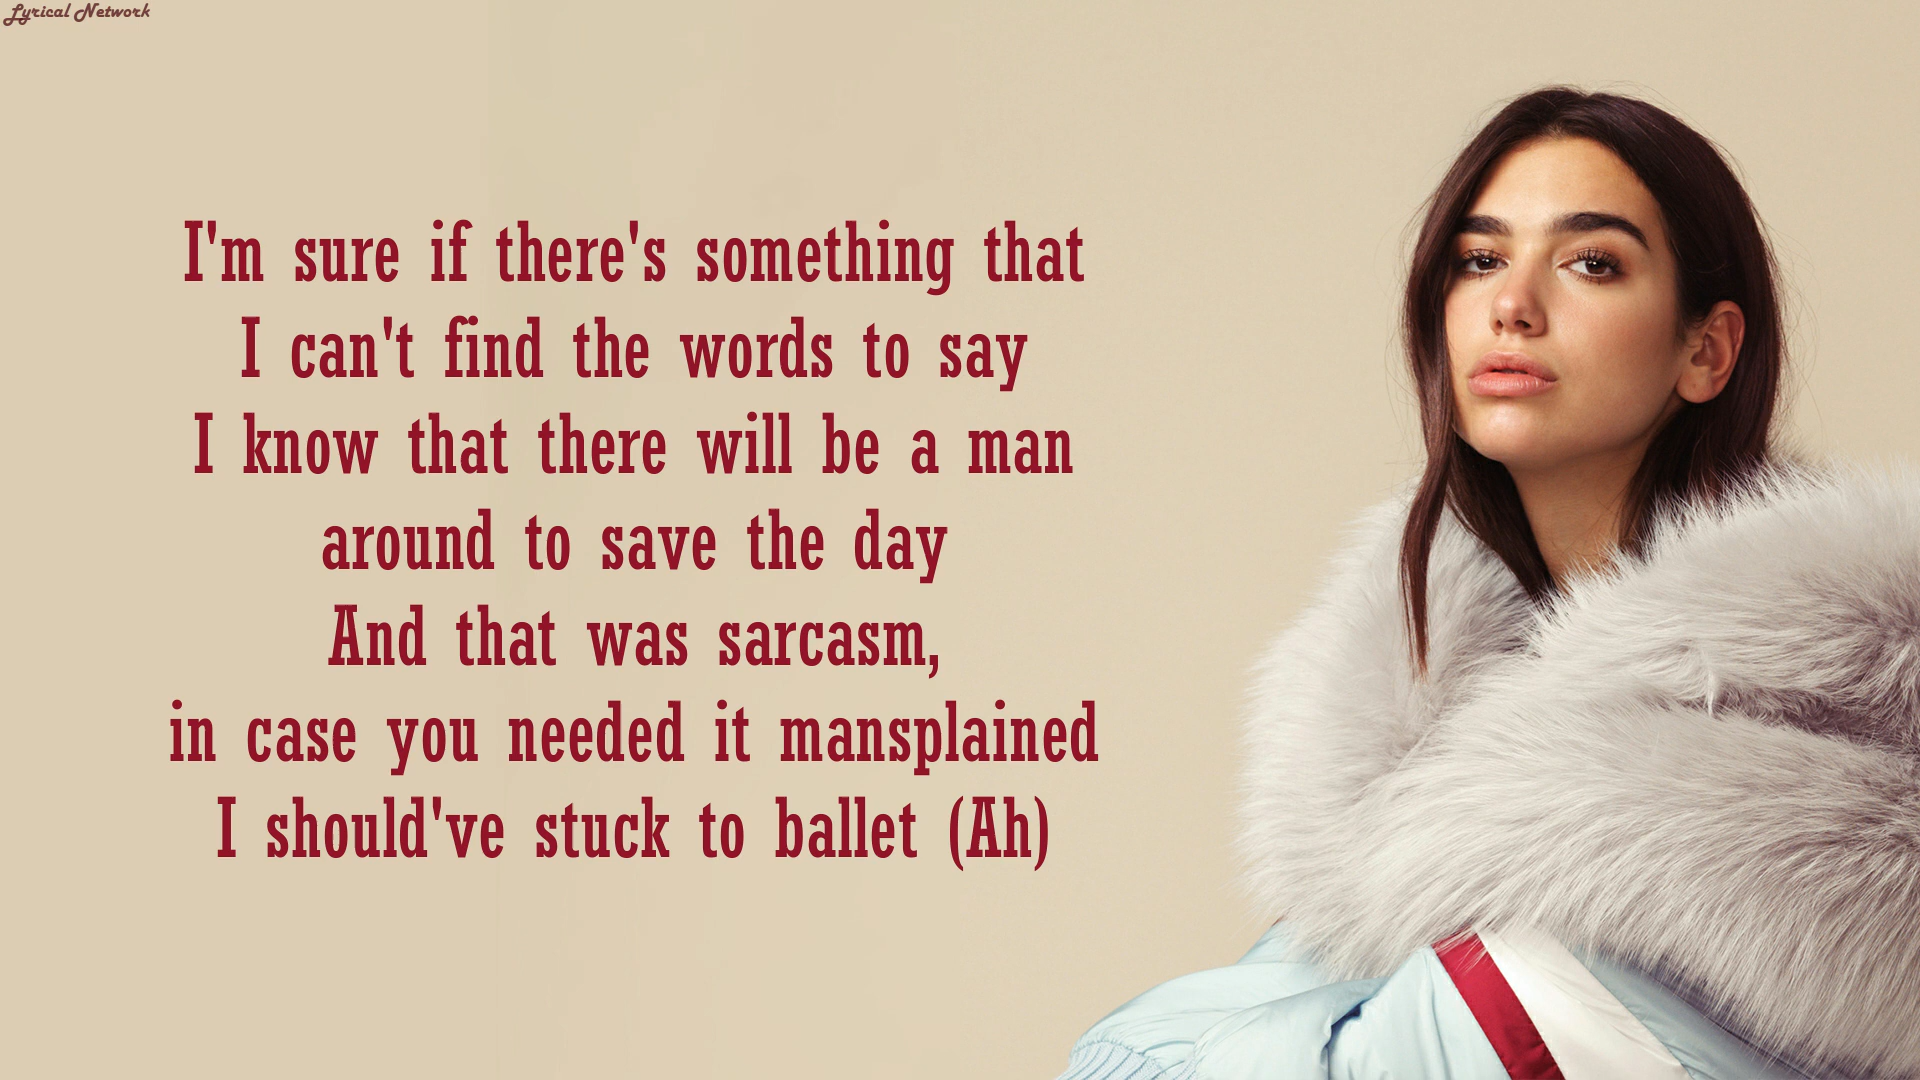 Lyrical Network
I'm sure if there's something that
I can't find the words to say
I know that there will be a man
around to save the day
And that was sarcasm,
in case you needed it mansplained
I should've stuck to ballet (Ah)